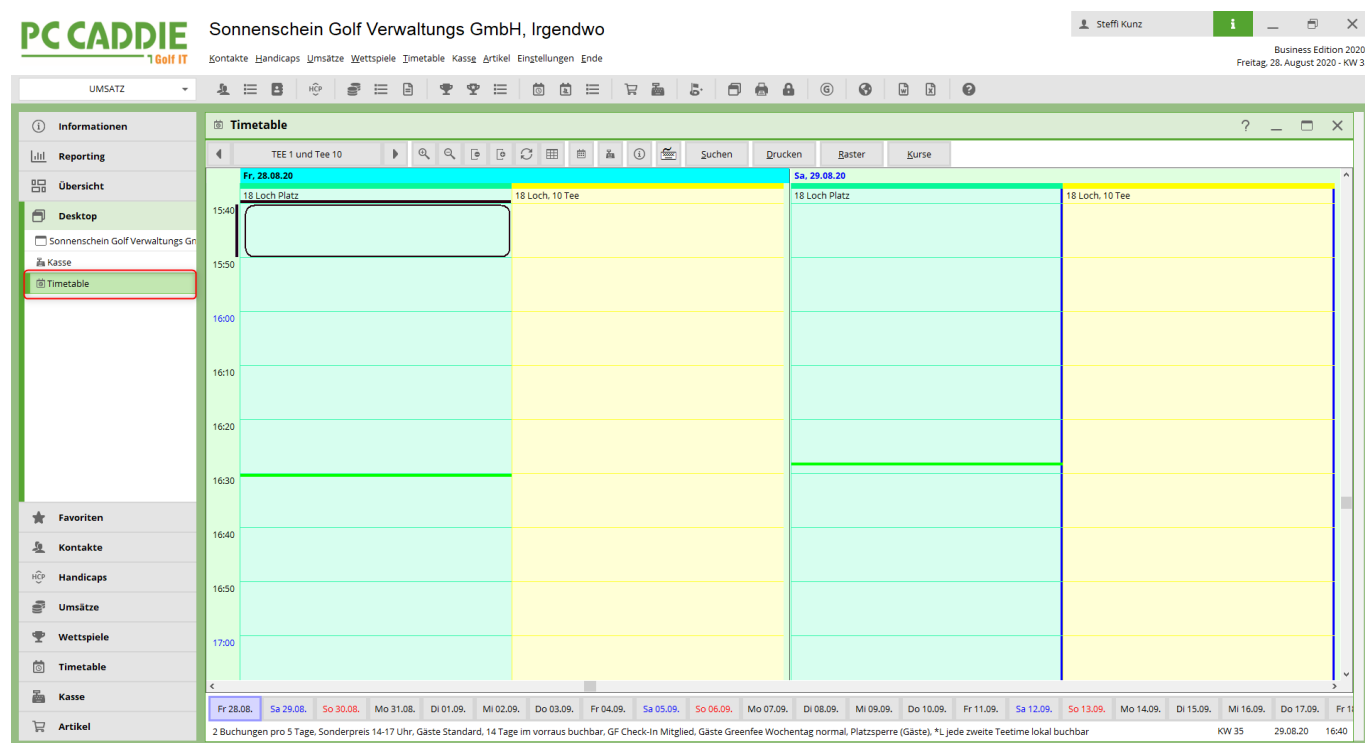 PC CADDIE
Golf IT
Sonnenschein Golf Verwaltungs GmbH, Irgendwo
Kontakte Handicaps Umsätze Wettspiele Timetable Kasse Artikel Einstellungen Ende
Steffi Kunz
i
Business Edition 2020
Freitag, 28. August 2020 - KW 3
UMSATZ
HCP
G
W
X
?
Informationen
Reporting
Übersicht
Desktop
Sonnenschein Golf Verwaltungs Gm
Kasse
Timetable
Favoriten
Kontakte
HCP Handicaps
Umsätze
Wettspiele
Timetable
Kasse
Artikel
Timetable
?
TEE 1 und Tee 10
Suchen
Drucken
Raster
Kurse
Fr, 28.08.20
Sa, 29.08.20
18 Loch Platz
18 Loch, 10 Tee
18 Loch Platz
18 Loch, 10 Tee
15:40
15:50
16:00
16:10
16:20
16:30
16:40
16:50
17:00
Fr 28.08. Sa 29.08. So 30.08. Mo 31.08. Di 01.09. Mi 02.09. Do 03.09. Fr 04.09. Sa 05.09. So 06.09. Mo 07.09. Di 08.09. Mi 09.09. Do 10.09. Fr 11.09. Sa 12.09. So 13.09. Mo 14.09. Di 15.09. Mi 16.09. Do 17.09. Fr 18
2 Buchungen pro 5 Tage, Sonderpreis 14-17 Uhr, Gäste Standard, 14 Tage im vorraus buchbar, GF Check-In Mitglied, Gäste Greenfee Wochentag normal, Platzsperre (Gäste), *L jede zweite Teetime lokal buchbar
KW 35 29.08.20 16:40